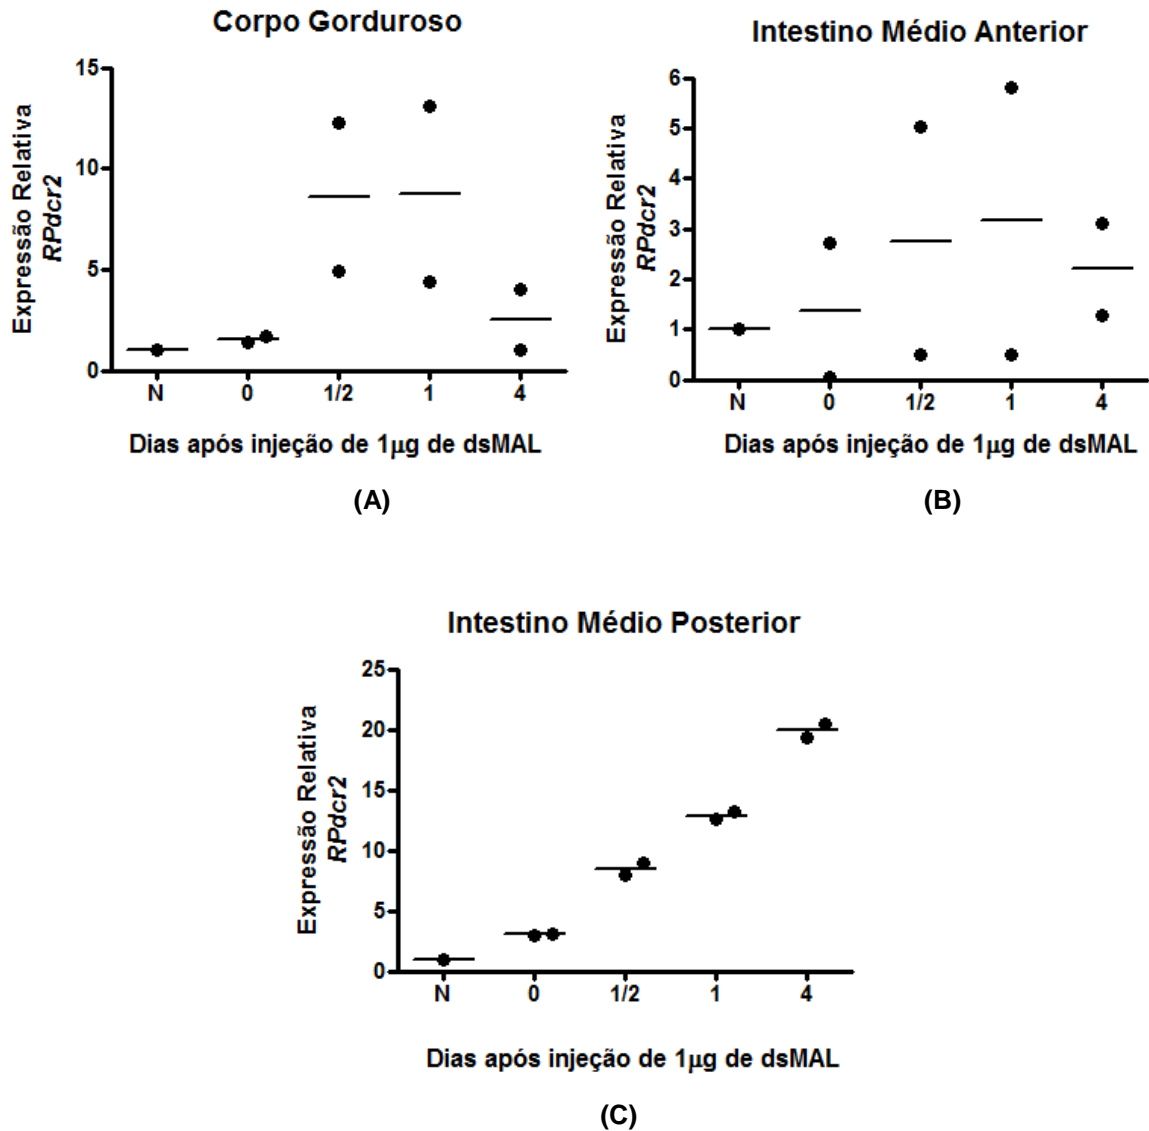 Corpo Gorduroso
Expressão Relativa
RPdcr2
15
10
5
0
N 0 1/2 1 4
Dias após injeção de 1μg de dsMAL
(A)
Intestino Médio Anterior
Expressão Relativa
RPdcr2
6
5
4
3
2
1
0
N 0 1/2 1 4
Dias após injeção de 1μg de dsMAL
(B)
Intestino Médio Posterior
Expressão Relativa
RPdcr2
25
20
15
10
5
0
N 0 1/2 1 4
Dias após injeção de 1μg de dsMAL
(C)